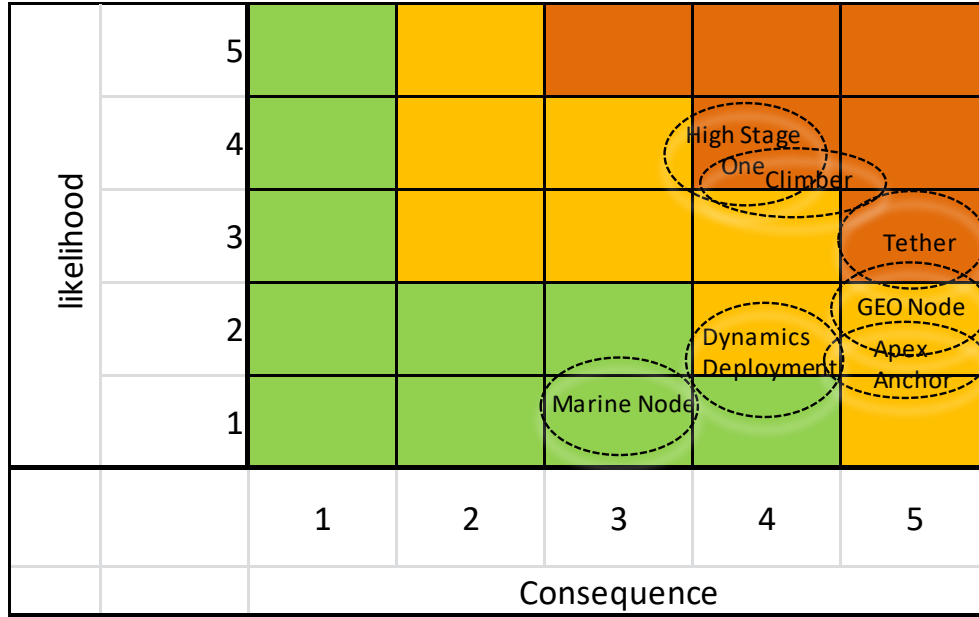 5
4
High Stage
One
Climber
likelihood
3
Tether
GEO Node
2
Dynamics
Deployment
Apex
Anchor
Marine Node
1
1 2 3 4 5
Consequence